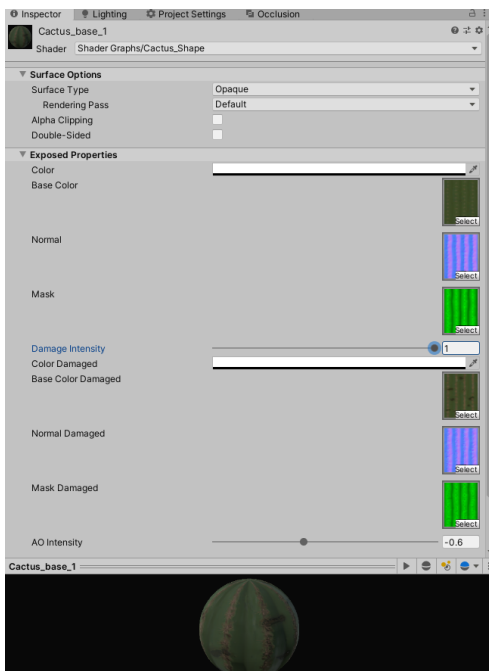 Inspector Lighting Project Settings Occlusion
Cactus_base_1
Shader Shader Graphs/Cactus_Shape
Surface Options
Surface Type Opaque
Rendering Pass Default
Alpha Clipping
Double-Sided
Exposed Properties
Color
Base Color
Select
Normal
Select
Mask
Select
Damage Intensity 1
Color Damaged
Base Color Damaged
Select
Normal Damaged
Select
Mask Damaged
Select
AO Intensity -0.6
Cactus_base_1